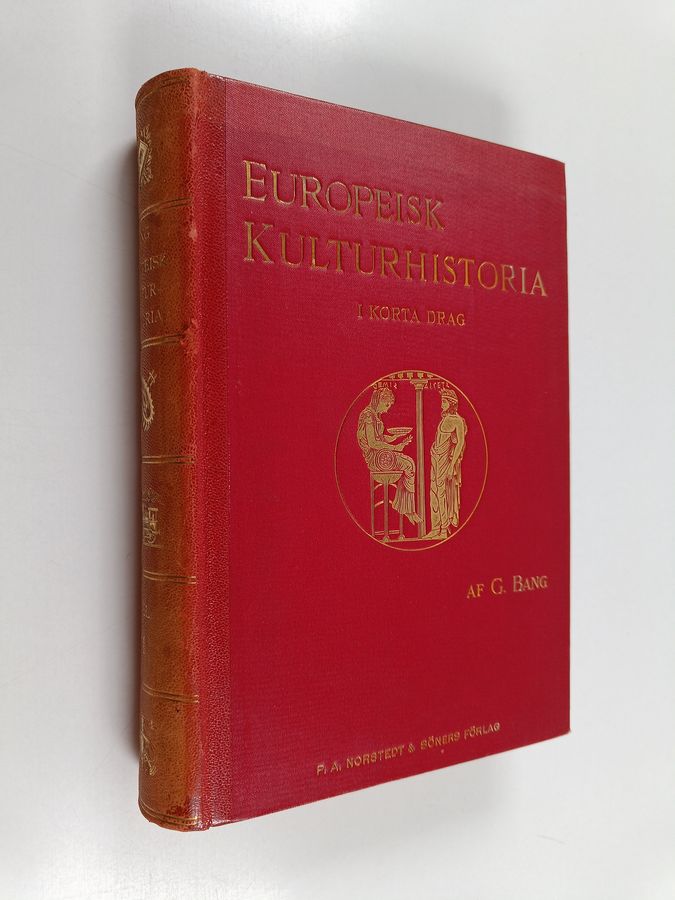 EUROPEISK
KULTURHISTORIA
I KORTA DRAG
AF G. BANG
P. A. NORSTEDT & SÖNERS FÖRLAG